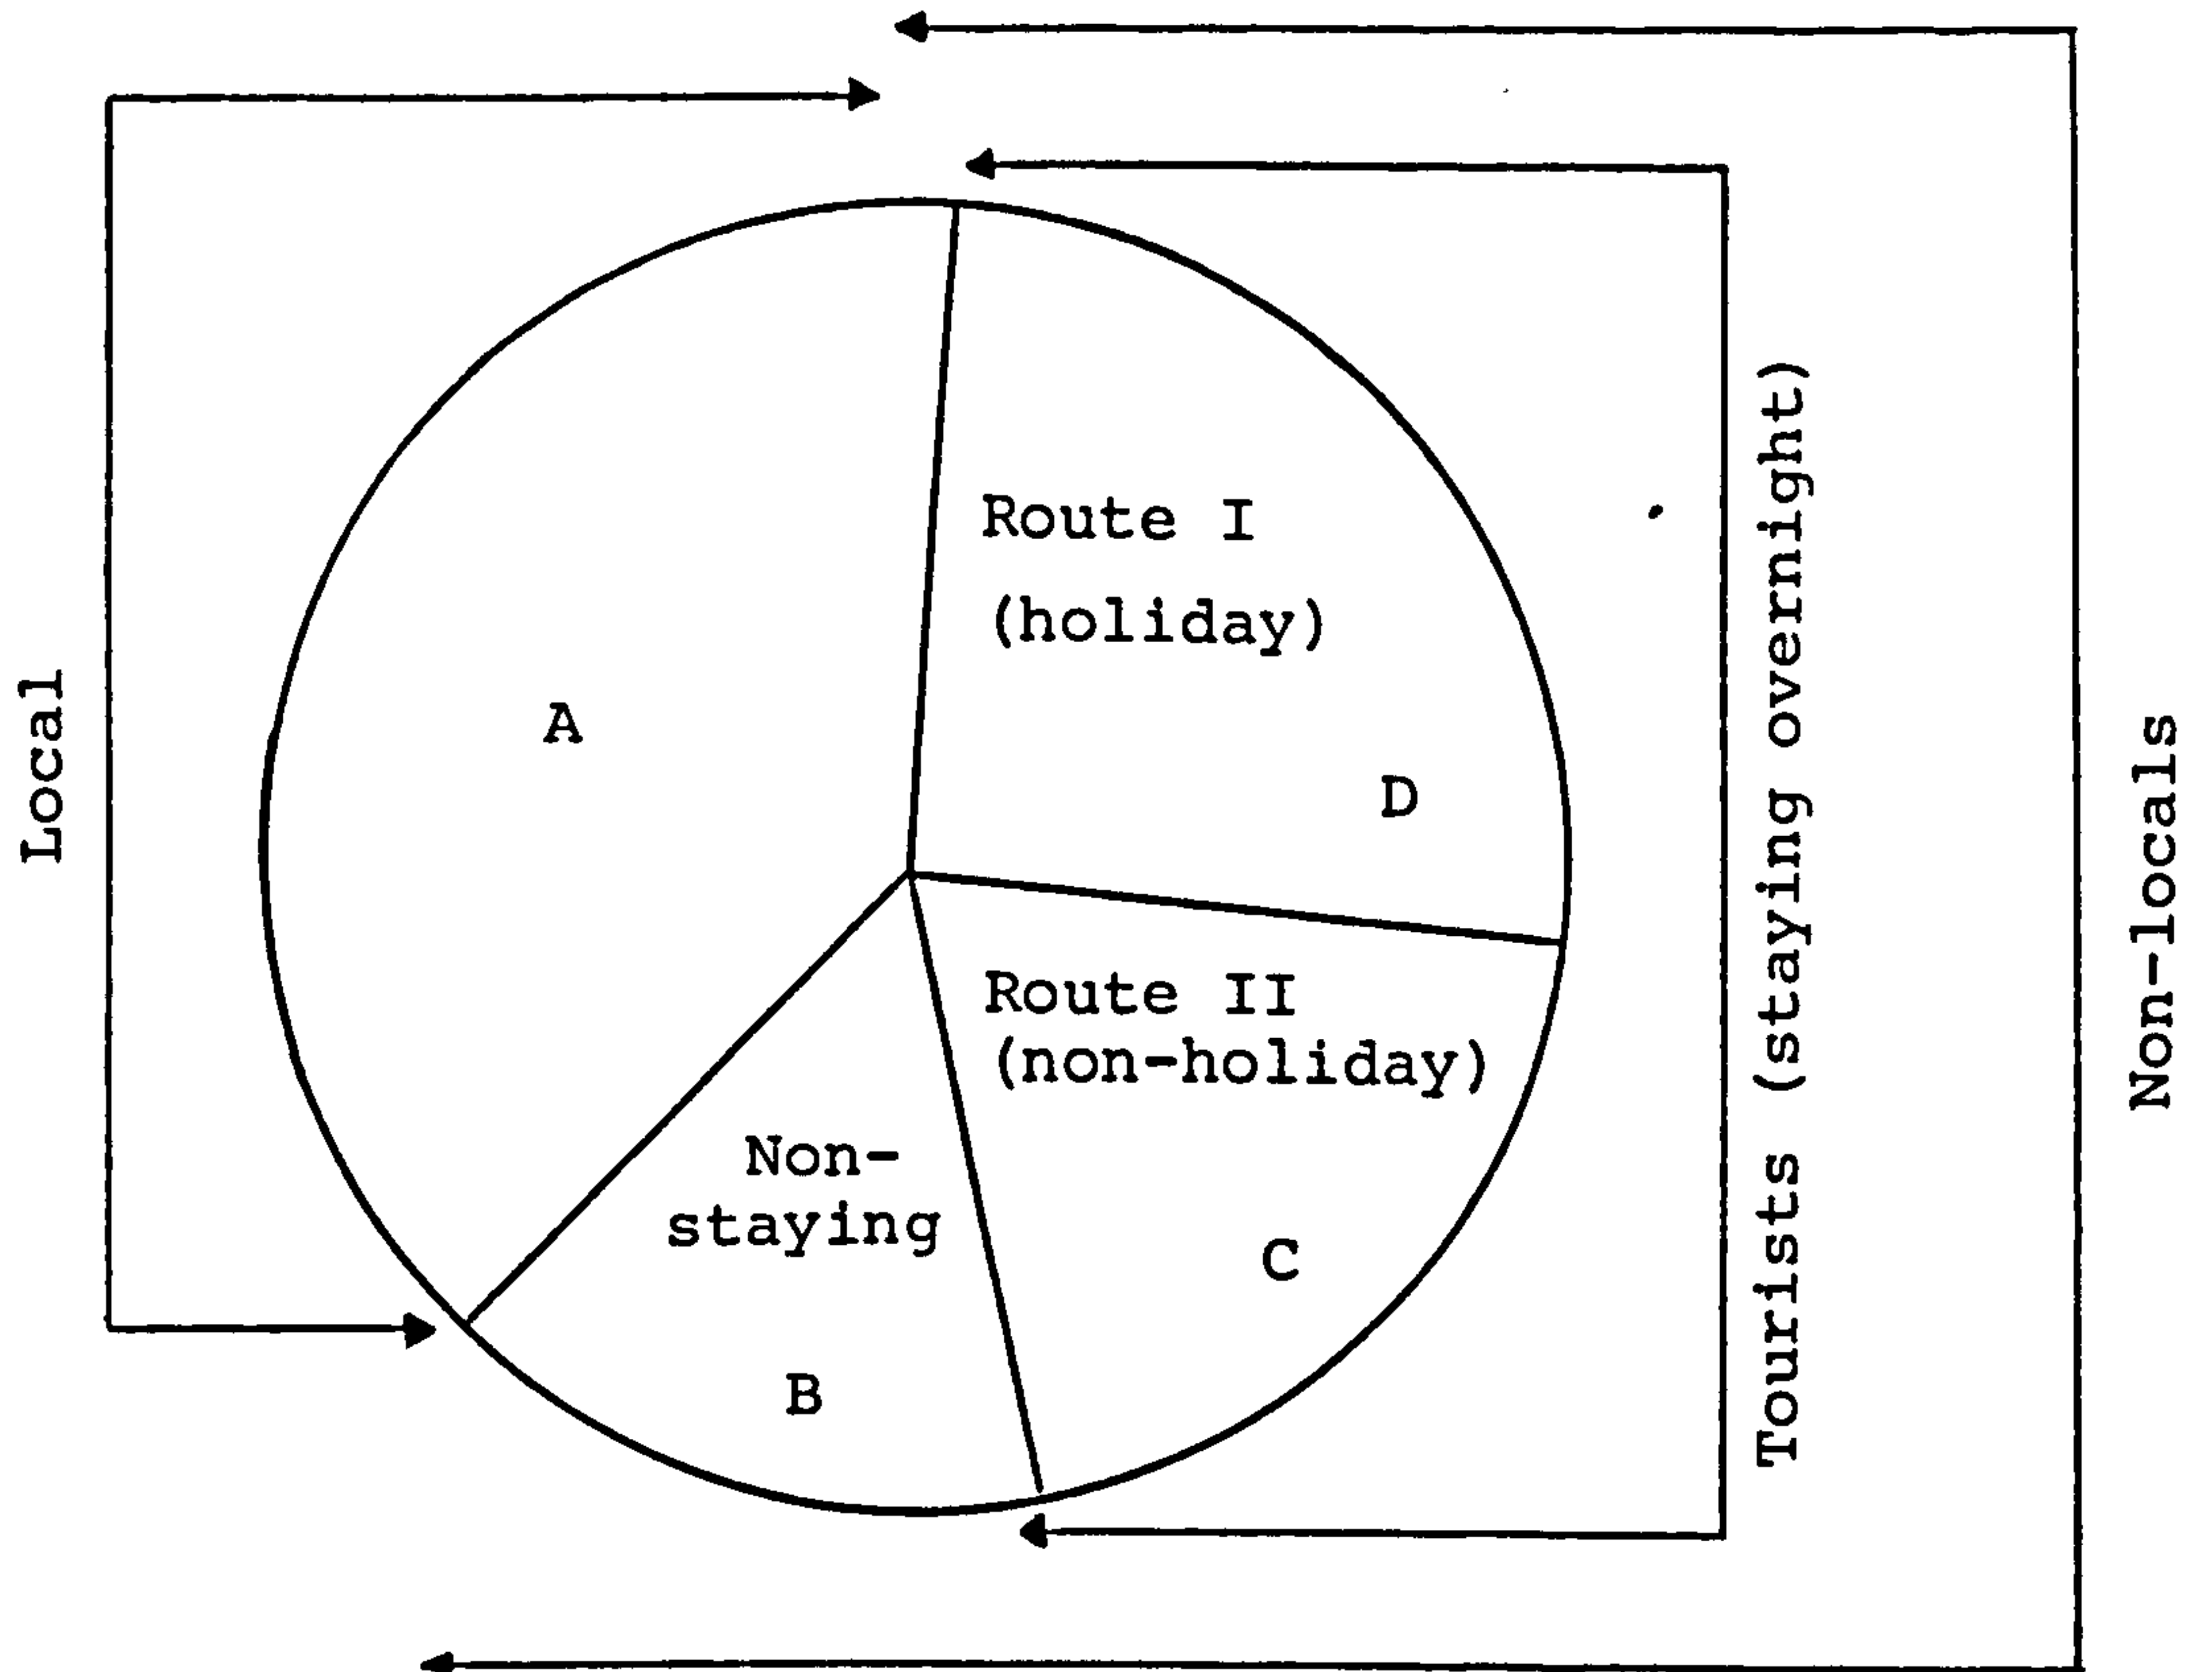 Local
A
Route I
(holiday)
D
Route II
(non-holiday)
Non-
staying
C
B
Tourists (staying overnight)
Non-locals